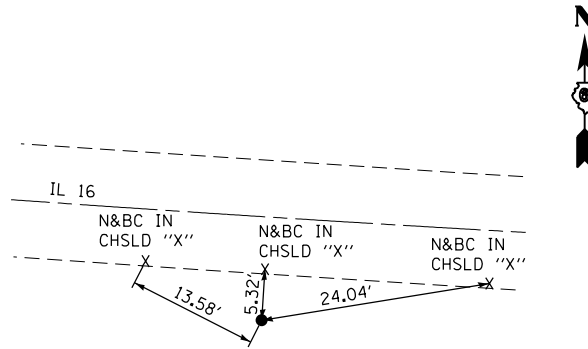 N
IL 16
N&BC IN
CHSLD "X"
N&BC IN
CHSLD "X"
N&BC IN
CHSLD "X"
13.58'
5.32'
24.04'